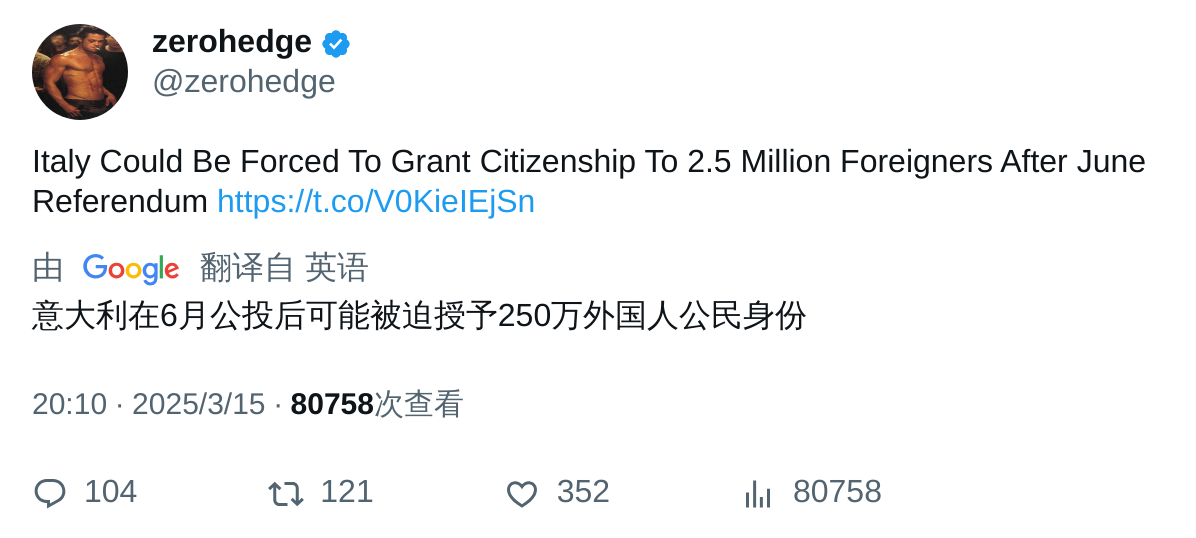 zerohedge
@zerohedge
Italy Could Be Forced To Grant Citizenship To 2.5 Million Foreigners After June
Referendum https://t.co/V0KieIEjSn
由 Google 翻译自 英语
意大利在6月公投后可能被迫授予250万外国人公民身份
20:10 · 2025/3/15 · 80758次查看
104 121 352 80758